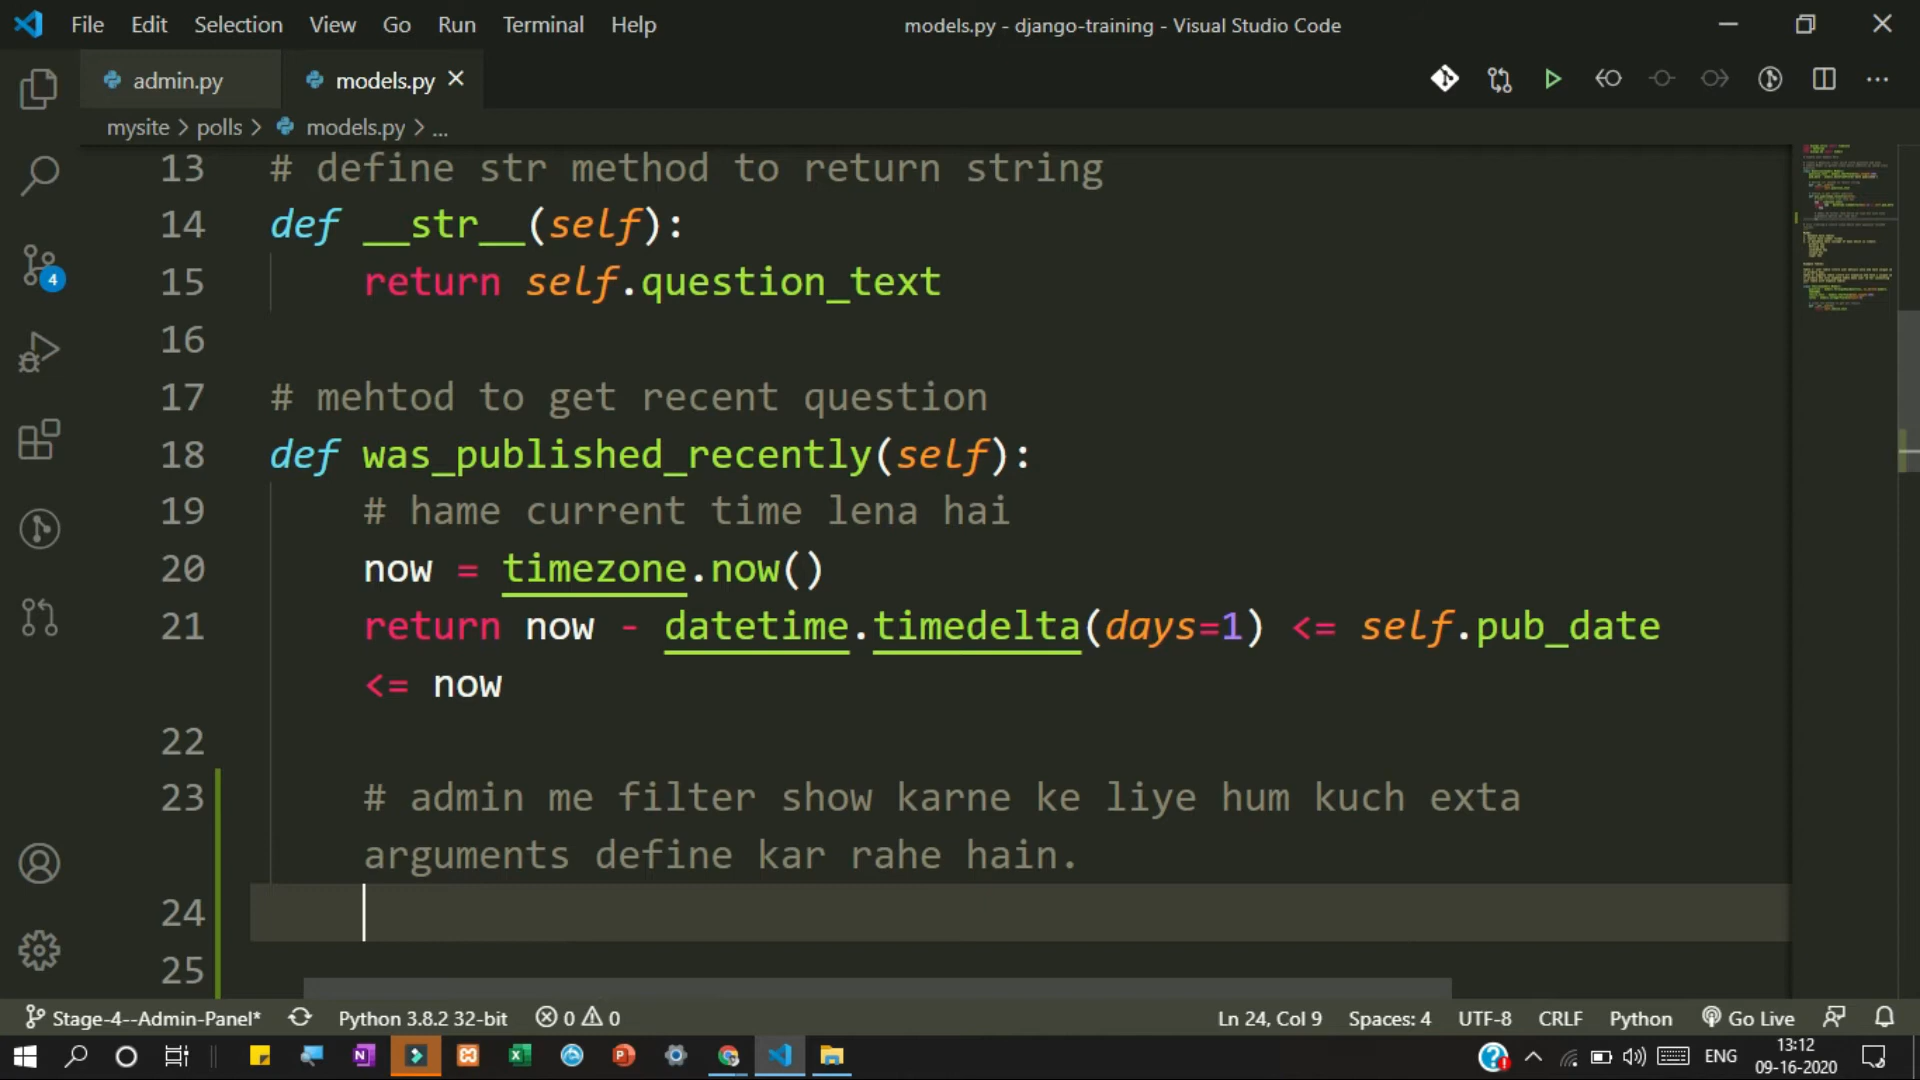 File Edit Selection View Go Run Terminal Help models.py - django-training - Visual Studio Code
admin.py models.py
mysite > polls > models.py > ...
13 # define str method to return string
14 def __str__(self):
15 return self.question_text
16
17 # mehtod to get recent question
18 def was_published_recently(self):
19 # hame current time lena hai
20 now = timezone.now()
21 return now - datetime.timedelta(days=1) <= self.pub_date
<= now
22
23 # admin me filter show karne ke liye hum kuch exta
arguments define kar rahe hain.
24
25
4
Stage-4--Admin-Panel* Python 3.8.2 32-bit 0 0 Ln 24, Col 9 Spaces: 4 UTF-8 CRLF Python Go Live
ENG
13:12
09-16-2020